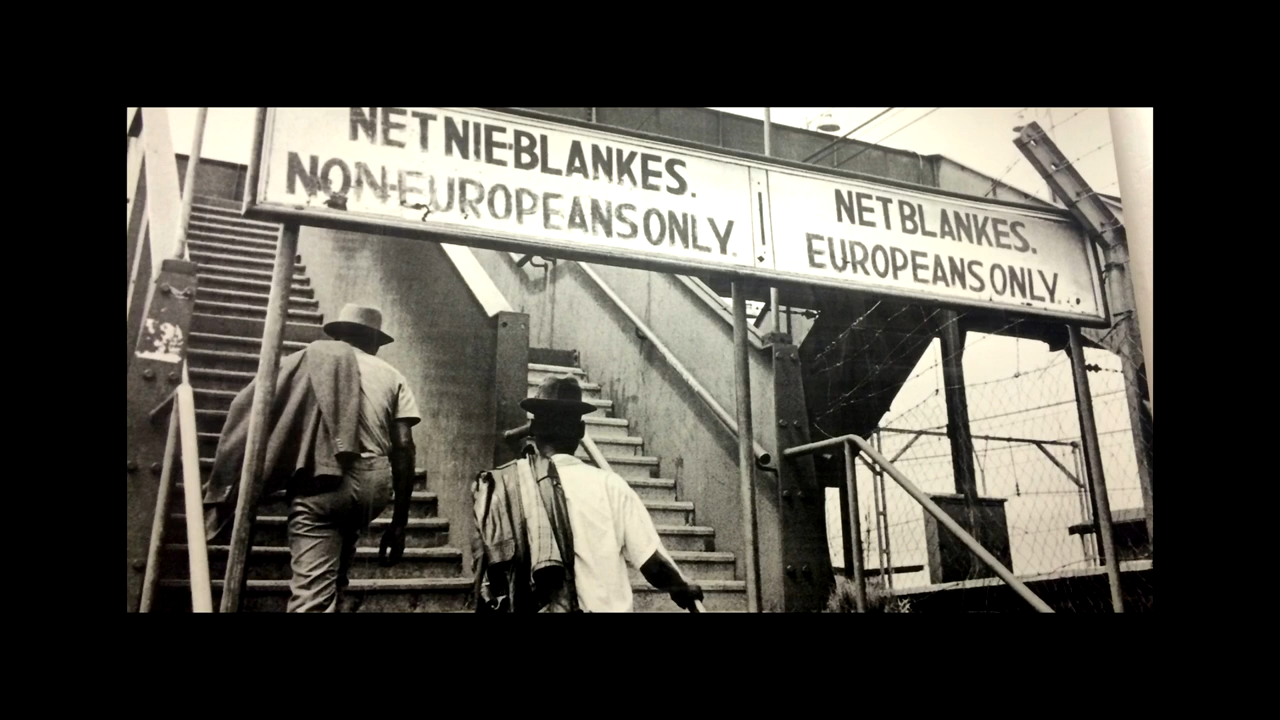 NET NIE-BLANKES.
NON-EUROPEANS ONLY.
NET BLANKES.
EUROPEANS ONLY.